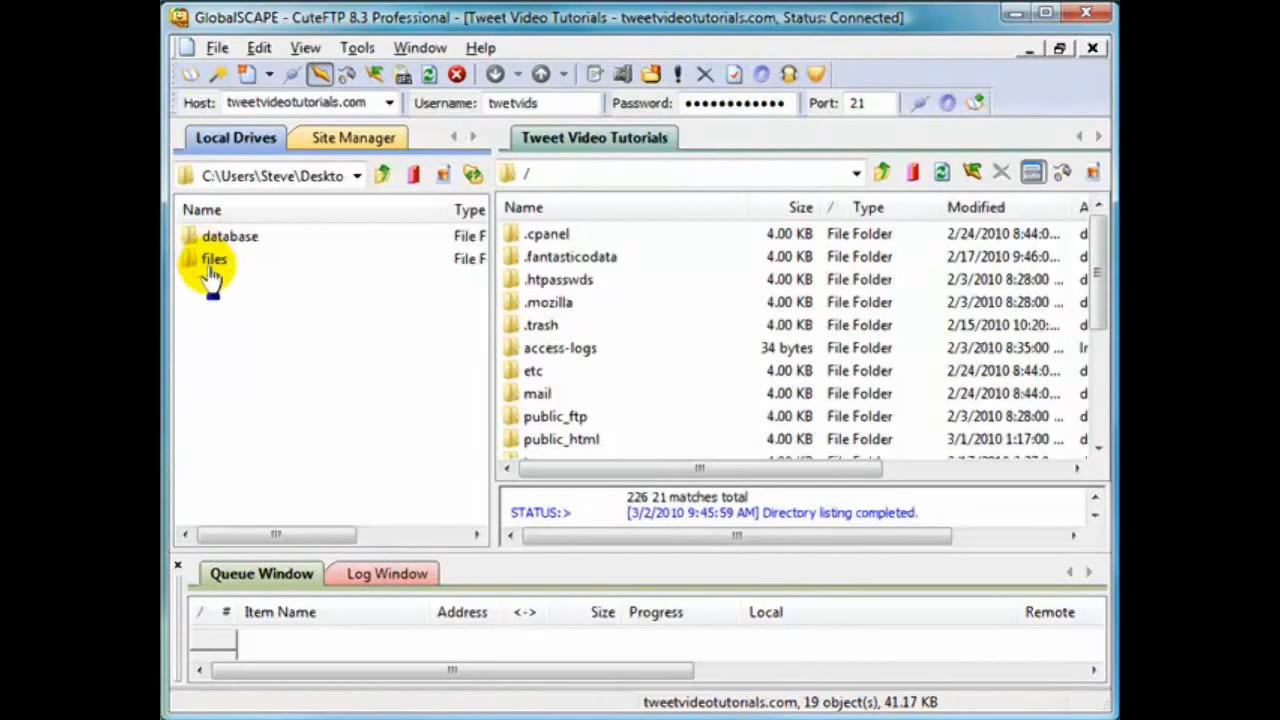 GlobalSCAPE - CuteFTP 8.3 Professional - [Tweet Video Tutorials - tweetvideotutorials.com, Status: Connected]
File Edit View Tools Window Help
Host: tweetvideotutorials.com Username: twetvids Password: ●●●●●●●●●●●● Port: 21
Local Drives Site Manager Tweet Video Tutorials
C:\Users\Steve\Deskto /
Name Type
database File F
files File F
Name Size / Type Modified A
.cpanel 4.00 KB File Folder 2/24/2010 8:44:0... d
.fantasticodata 4.00 KB File Folder 2/17/2010 9:46:0... d
.htpasswds 4.00 KB File Folder 2/3/2010 8:28:00 ... d
.mozilla 4.00 KB File Folder 2/3/2010 8:28:00 ... d
.trash 4.00 KB File Folder 2/15/2010 10:20:... d
access-logs 34 bytes File Folder 2/3/2010 8:35:00 ... lr
etc 4.00 KB File Folder 2/24/2010 8:44:0... d
mail 4.00 KB File Folder 2/24/2010 8:44:0... d
public_ftp 4.00 KB File Folder 2/3/2010 8:28:00 ... d
public_html 4.00 KB File Folder 3/1/2010 1:17:00 ... d
226 21 matches total
STATUS:> [3/2/2010 9:45:59 AM] Directory listing completed.
Queue Window Log Window
/ # Item Name Address <-> Size Progress Local Remote
tweetvideotutorials.com, 19 object(s), 41.17 KB